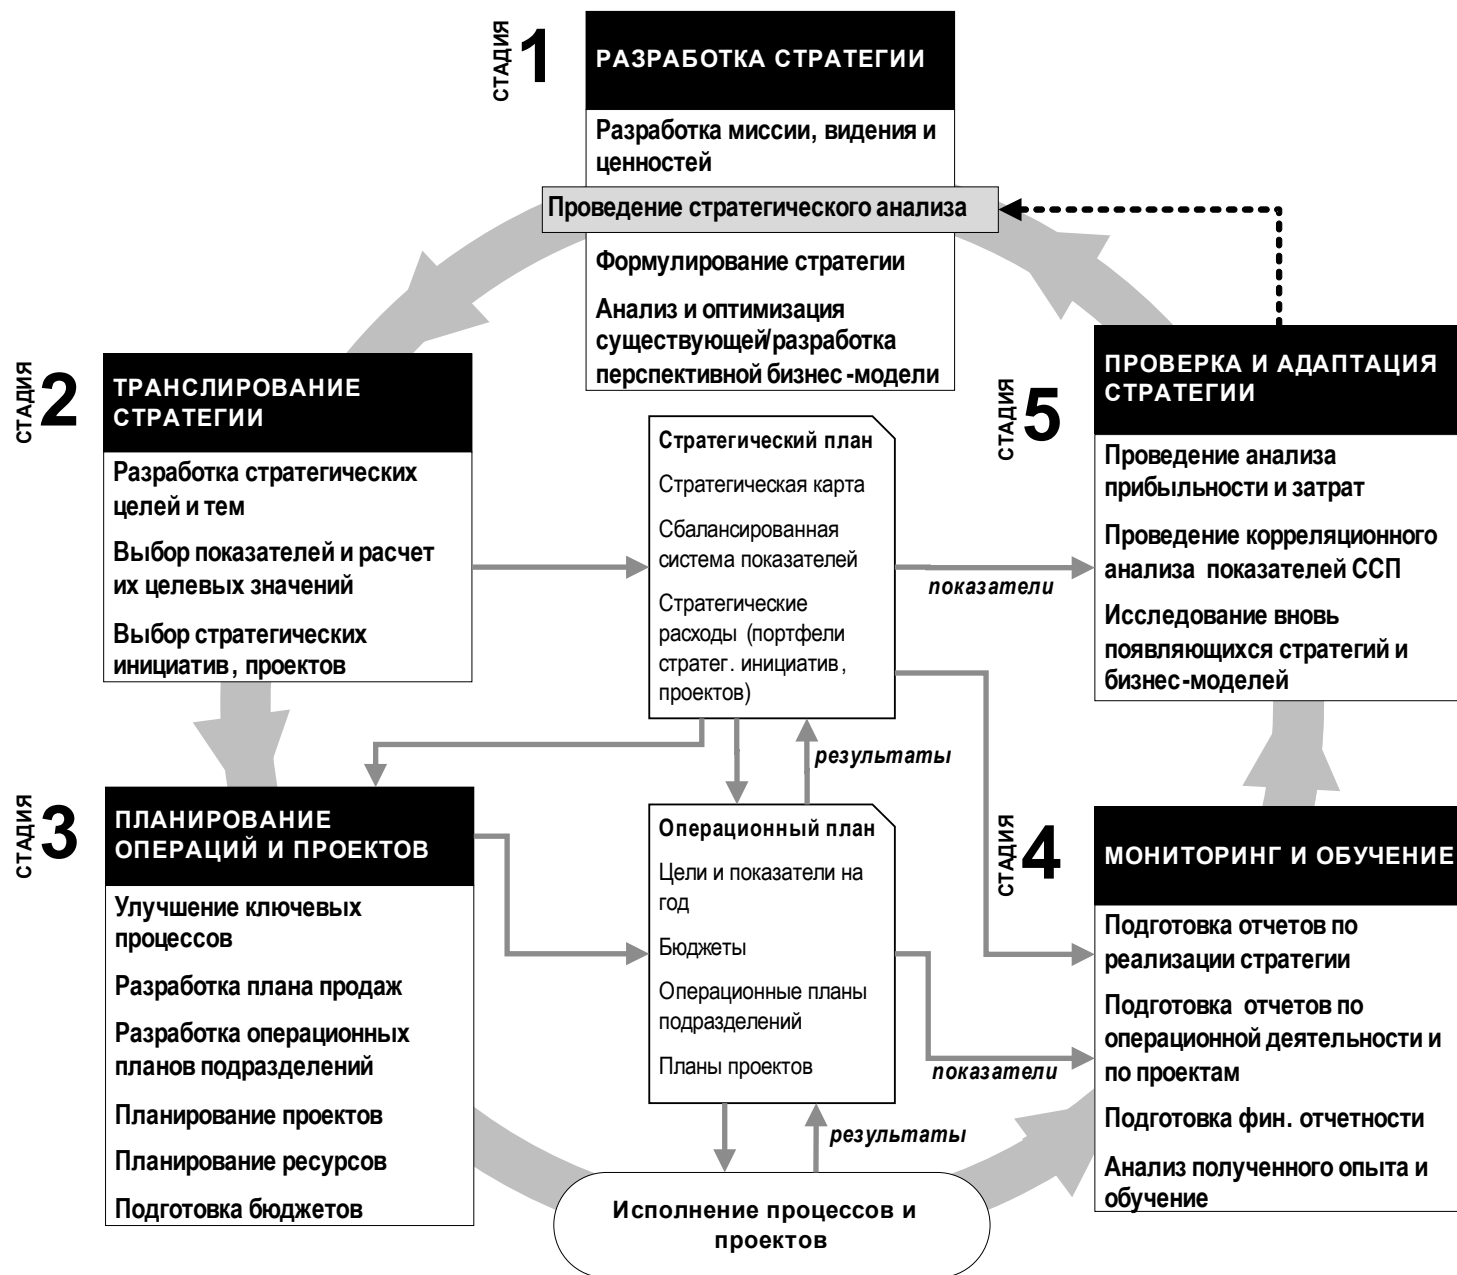 СТАДИЯ 1
РАЗРАБОТКА СТРАТЕГИИ
Разработка миссии, видения и
ценностей
Проведение стратегического анализа
Формулирование стратегии
Анализ и оптимизация
существующей/разработка
перспективной бизнес-модели
СТАДИЯ 2
ТРАНСЛИРОВАНИЕ
СТРАТЕГИИ
Разработка стратегических
целей и тем
Выбор показателей и расчет
их целевых значений
Выбор стратегических
инициатив, проектов
Стратегический план
Стратегическая карта
Сбалансированная
система показателей
Стратегические
расходы (портфели
стратег. инициатив,
проектов)
показатели
результаты
СТАДИЯ 5
ПРОВЕРКА И АДАПТАЦИЯ
СТРАТЕГИИ
Проведение анализа
прибыльности и затрат
Проведение корреляционного
анализа показателей ССП
Исследование вновь
появляющихся стратегий и
бизнес-моделей
СТАДИЯ 3
ПЛАНИРОВАНИЕ
ОПЕРАЦИЙ И ПРОЕКТОВ
Улучшение ключевых
процессов
Разработка плана продаж
Разработка операционных
планов подразделений
Планирование проектов
Планирование ресурсов
Подготовка бюджетов
Операционный план
Цели и показатели на
год
Бюджеты
Операционные планы
подразделений
Планы проектов
показатели
результаты
СТАДИЯ 4
МОНИТОРИНГ И ОБУЧЕНИЕ
Подготовка отчетов по
реализации стратегии
Подготовка отчетов по
операционной деятельности и
по проектам
Подготовка фин. отчетности
Анализ полученного опыта и
обучение
Исполнение процессов и
проектов